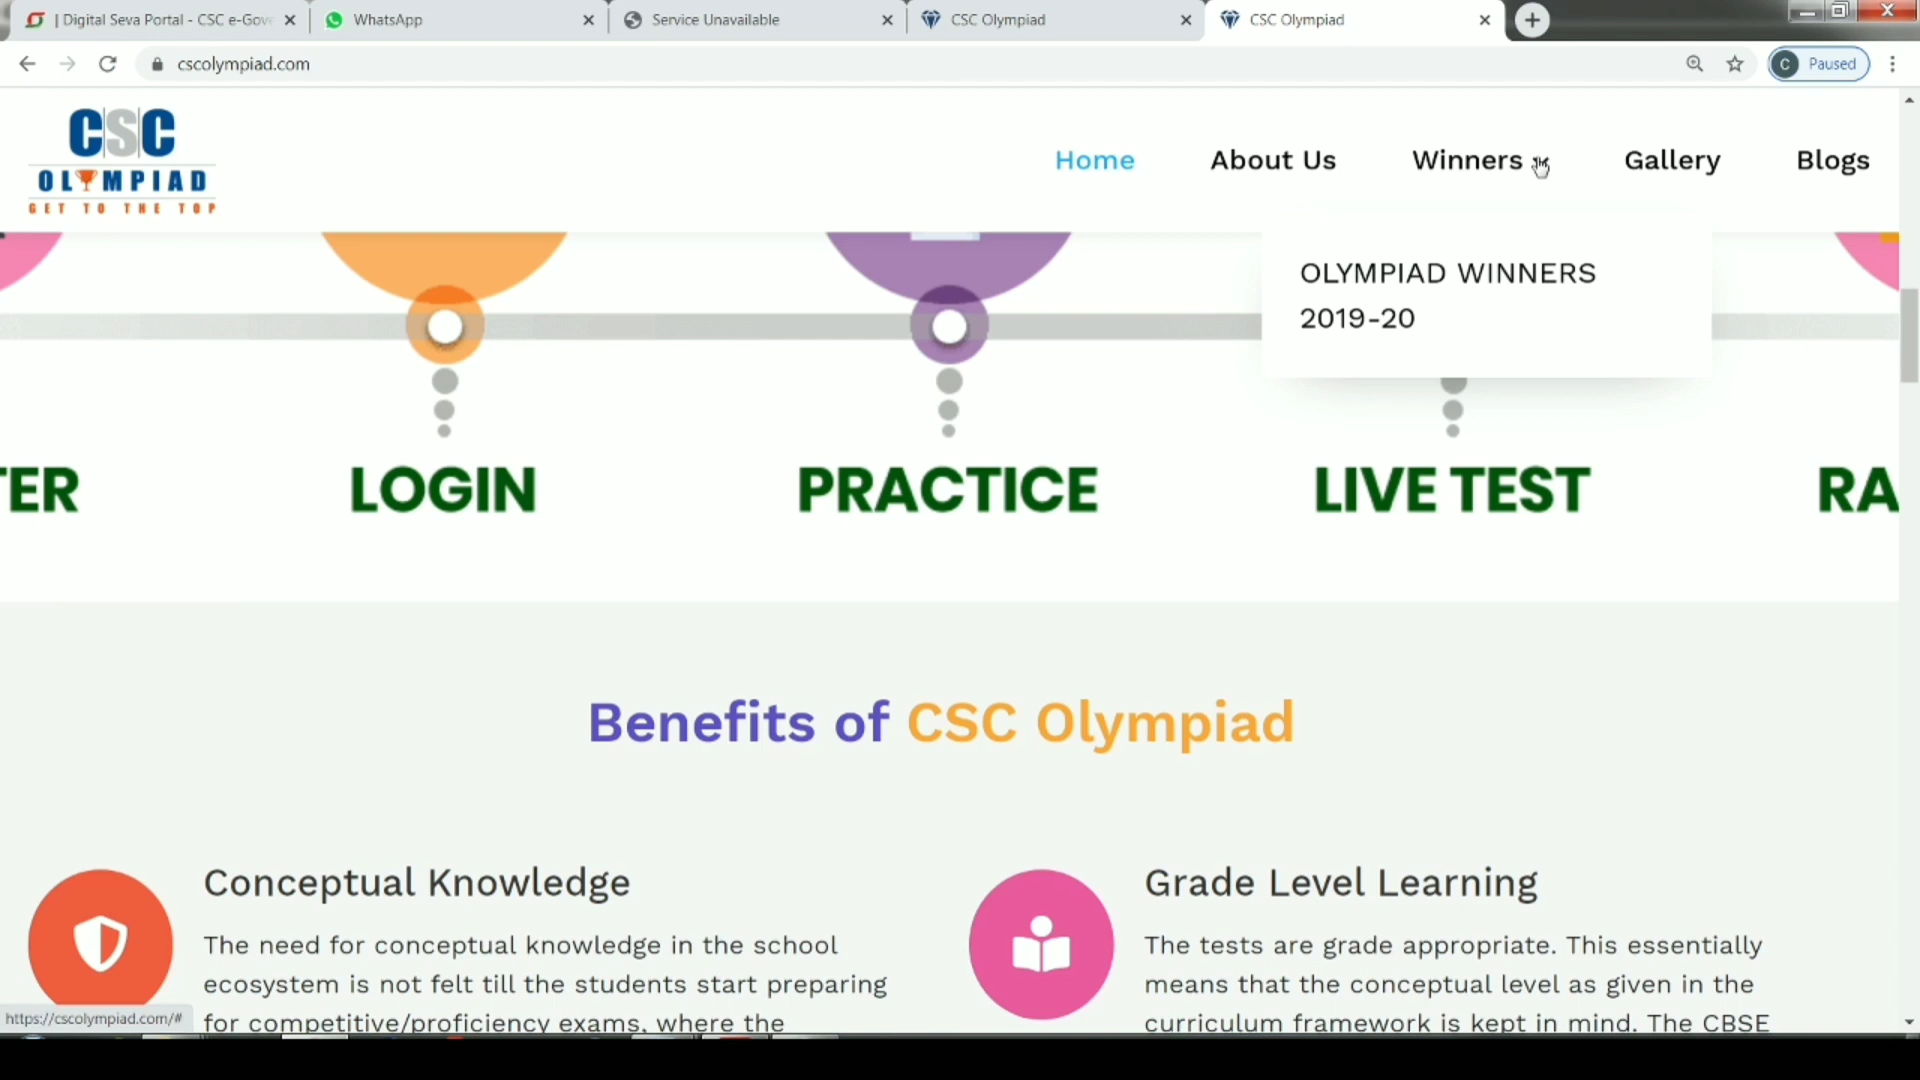 | Digital Seva Portal - CSC e-Gov
WhatsApp
Service Unavailable
CSC Olympiad
CSC Olympiad
cscolympiad.com
C
Paused
CSC
OLYMPIAD
GET TO THE TOP
Home
About Us
Winners
Gallery
Blogs
OLYMPIAD WINNERS
2019-20
TER
LOGIN
PRACTICE
LIVE TEST
RA
Benefits of CSC Olympiad
Conceptual Knowledge
The need for conceptual knowledge in the school
ecosystem is not felt till the students start preparing
for competitive/proficiency exams, where the
Grade Level Learning
The tests are grade appropriate. This essentially
means that the conceptual level as given in the
curriculum framework is kept in mind. The CBSE
https://cscolympiad.com/#